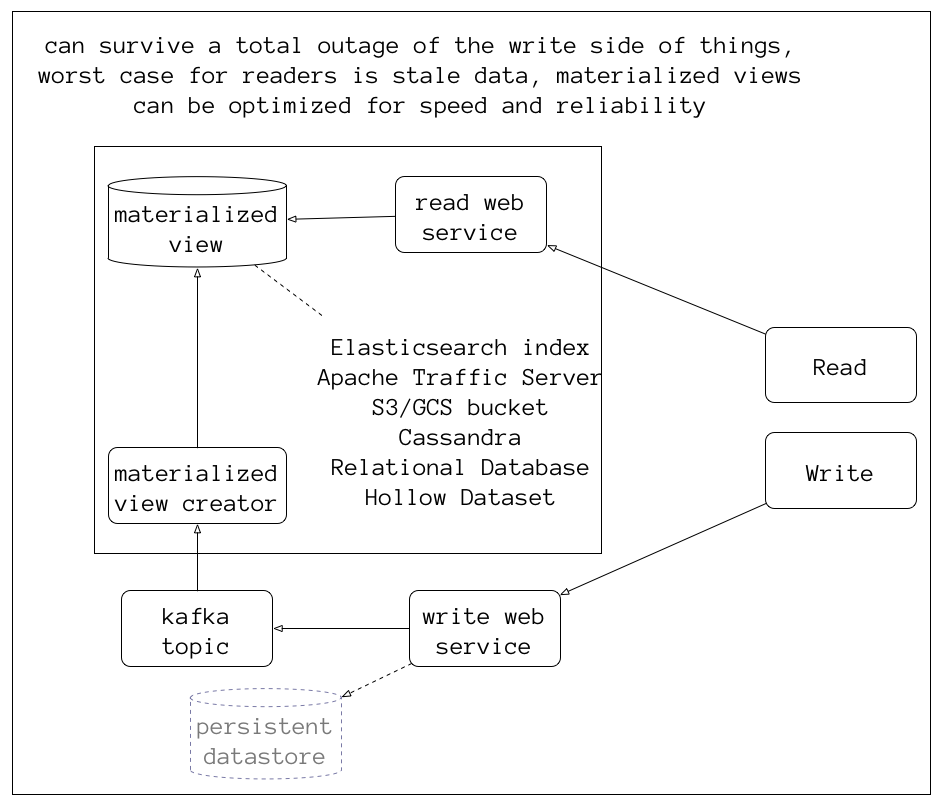 can survive a total outage of the write side of things,
worst case for readers is stale data, materialized views
can be optimized for speed and reliability
materialized
view
read web
service
Elasticsearch index
Apache Traffic Server
S3/GCS bucket
Cassandra
Relational Database
Hollow Dataset
Read
Write
materialized
view creator
kafka
topic
write web
service
persistent
datastore